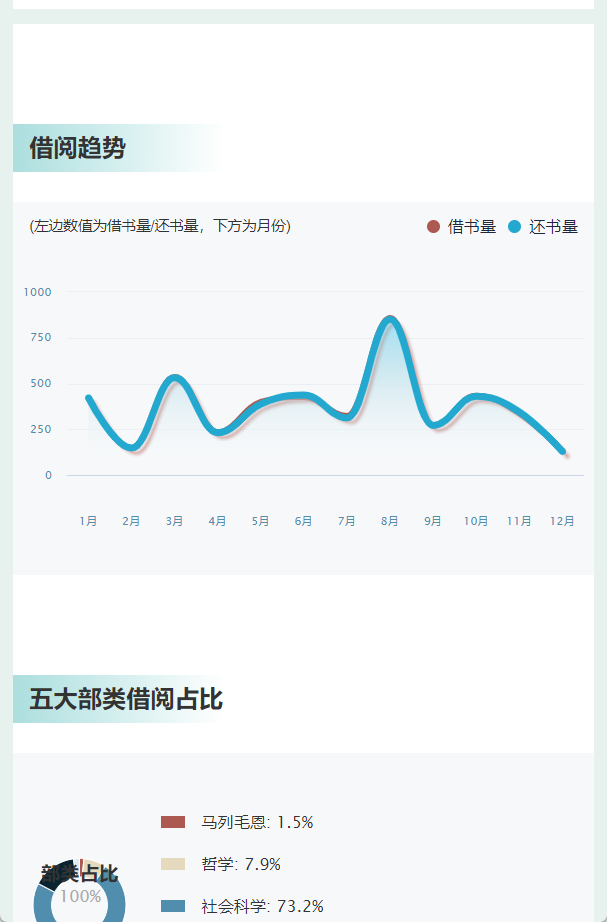 借阅趋势
(左边数值为借书量/还书量，下方为月份)
借书量 还书量
1000
750
500
250
0
1月 2月 3月 4月 5月 6月 7月 8月 9月 10月 11月 12月
五大部类借阅占比
马列毛恩: 1.5%
哲学: 7.9%
部类占比
100%
社会科学: 73.2%